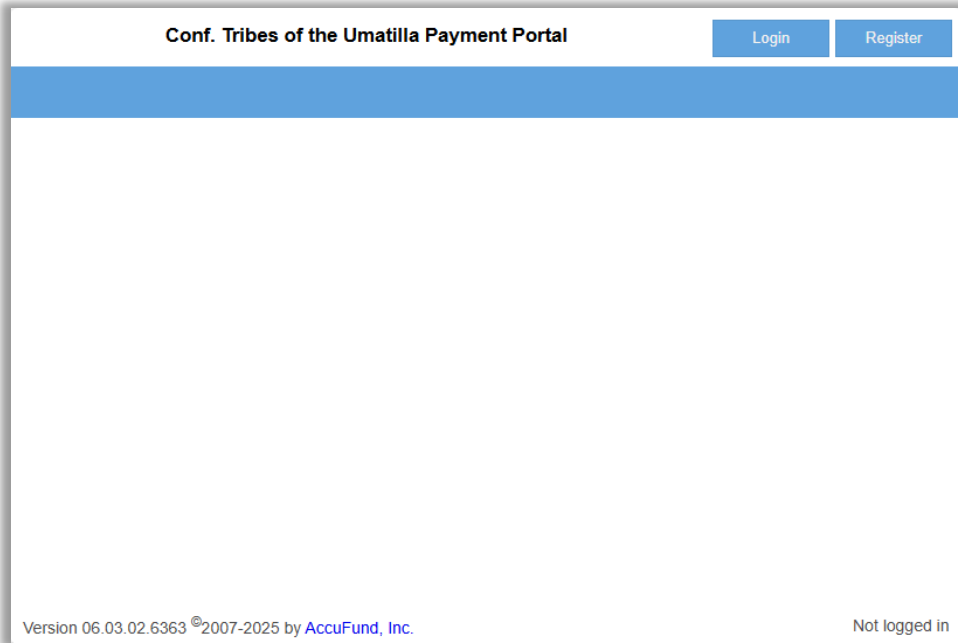 Conf. Tribes of the Umatilla Payment Portal
Login
Register
Version 06.03.02.6363 ©2007-2025 by AccuFund, Inc.
Not logged in